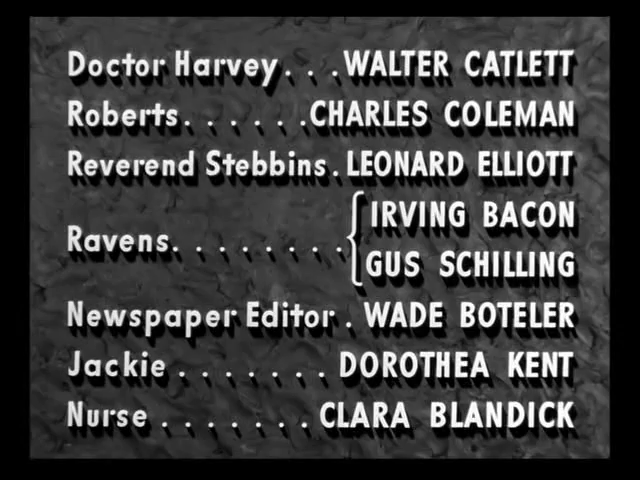 Doctor Harvey . . . WALTER CATLETT
Roberts . . . . . . CHARLES COLEMAN
Reverend Stebbins . LEONARD ELLIOTT
Ravens . . . . . . . . { IRVING BACON
GUS SCHILLING
Newspaper Editor . WADE BOTELER
Jackie . . . . . . . DOROTHEA KENT
Nurse . . . . . . . CLARA BLANDICK